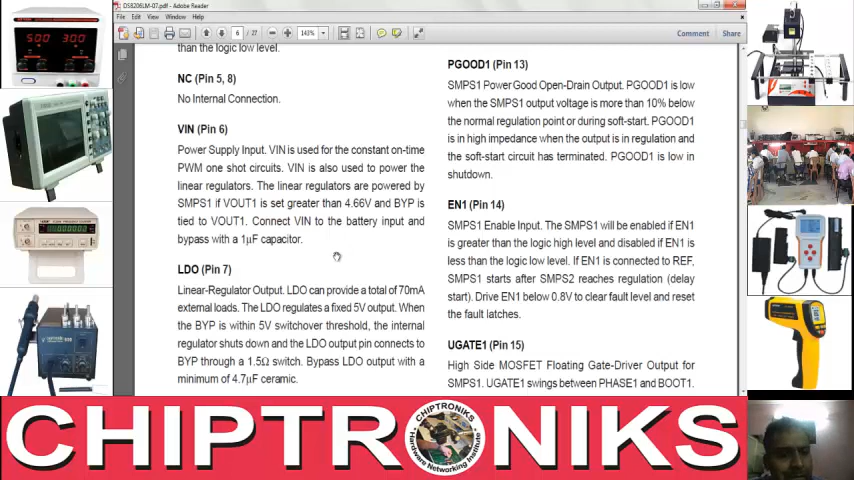 DS8206LM-07.pdf - Adobe Reader
File Edit View Window Help
6 / 27 143% Comment Share
than the logic low level.
NC (Pin 5, 8)
No Internal Connection.
VIN (Pin 6)
Power Supply Input. VIN is used for the constant on-time
PWM one shot circuits. VIN is also used to power the
linear regulators. The linear regulators are powered by
SMPS1 if VOUT1 is set greater than 4.66V and BYP is
tied to VOUT1. Connect VIN to the battery input and
bypass with a 1μF capacitor.
LDO (Pin 7)
Linear-Regulator Output. LDO can provide a total of 70mA
external loads. The LDO regulates a fixed 5V output. When
the BYP is within 5V switchover threshold, the internal
regulator shuts down and the LDO output pin connects to
BYP through a 1.5Ω switch. Bypass LDO output with a
minimum of 4.7μF ceramic.
PGOOD1 (Pin 13)
SMPS1 Power Good Open-Drain Output. PGOOD1 is low
when the SMPS1 output voltage is more than 10% below
the normal regulation point or during soft-start. PGOOD1
is in high impedance when the output is in regulation and
the soft-start circuit has terminated. PGOOD1 is low in
shutdown.
EN1 (Pin 14)
SMPS1 Enable Input. The SMPS1 will be enabled if EN1
is greater than the logic high level and disabled if EN1 is
less than the logic low level. If EN1 is connected to REF,
SMPS1 starts after SMPS2 reaches regulation (delay
start). Drive EN1 below 0.8V to clear fault level and reset
the fault latches.
UGATE1 (Pin 15)
High Side MOSFET Floating Gate-Driver Output for
SMPS1. UGATE1 swings between PHASE1 and BOOT1.
500 300
CHIPTRONIKS
CHIPTRONIKS
Hardware Networking Institute